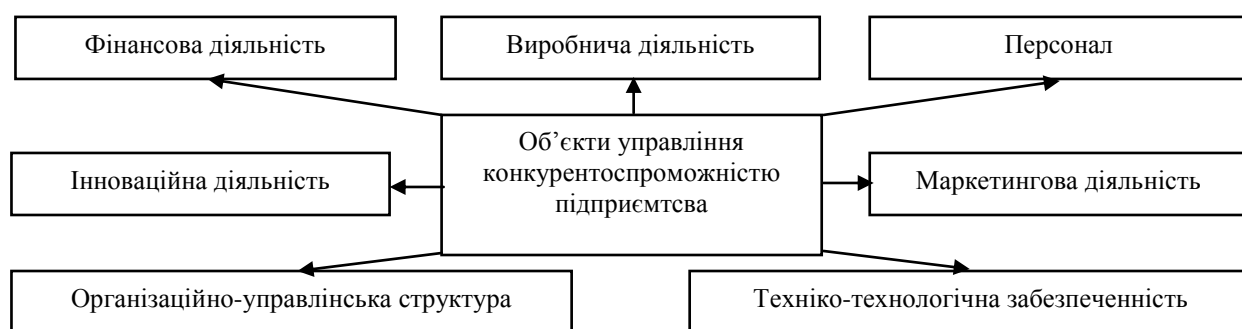 Фінансова діяльність
Виробнича діяльність
Персонал
Об’єкти управління
конкурентоспроможністю
підприємтсва
Інноваційна діяльність
Маркетингова діяльність
Організаційно-управлінська структура
Техніко-технологічна забезпеченність